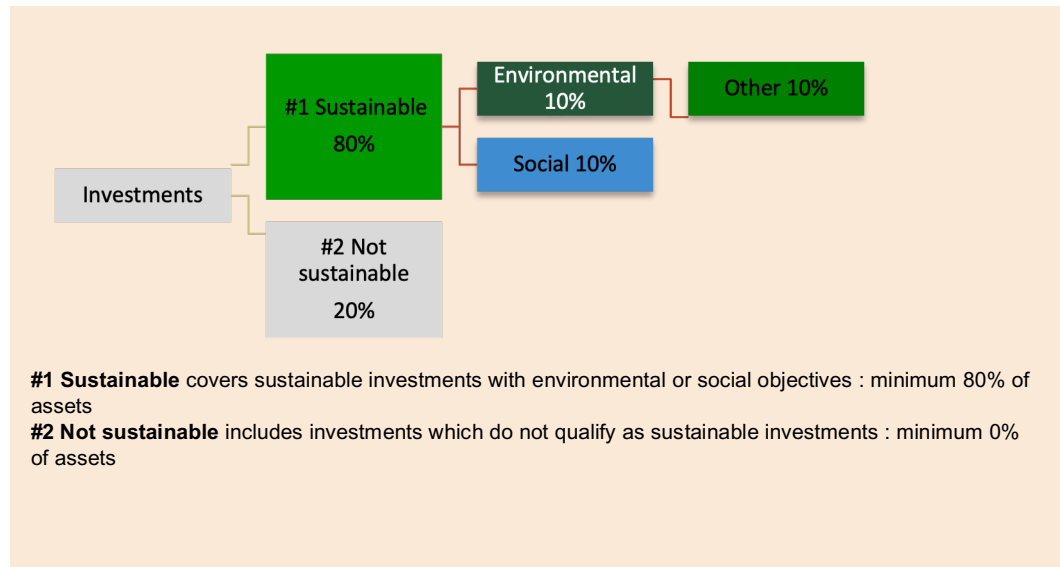 Investments
#1 Sustainable
80%
#2 Not
sustainable
20%
Environmental
10%
Social 10%
Other 10%
#1 Sustainable covers sustainable investments with environmental or social objectives : minimum 80% of
assets
#2 Not sustainable includes investments which do not qualify as sustainable investments : minimum 0%
of assets